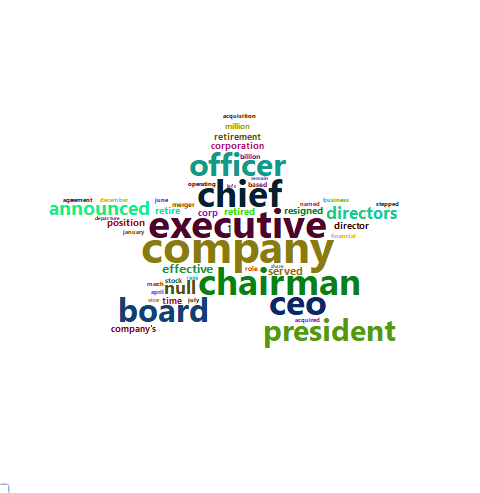 acquisition
million
retirement
corporation
billion
officer
remain
operating left based
chief
agreement december june merger named business stepped
announced retire corp retired resigned directors
departure
position executive director
january financial
company
effective role share served
march stock 1999
null chairman
april
vice time july
board ceo
acquired
company's president